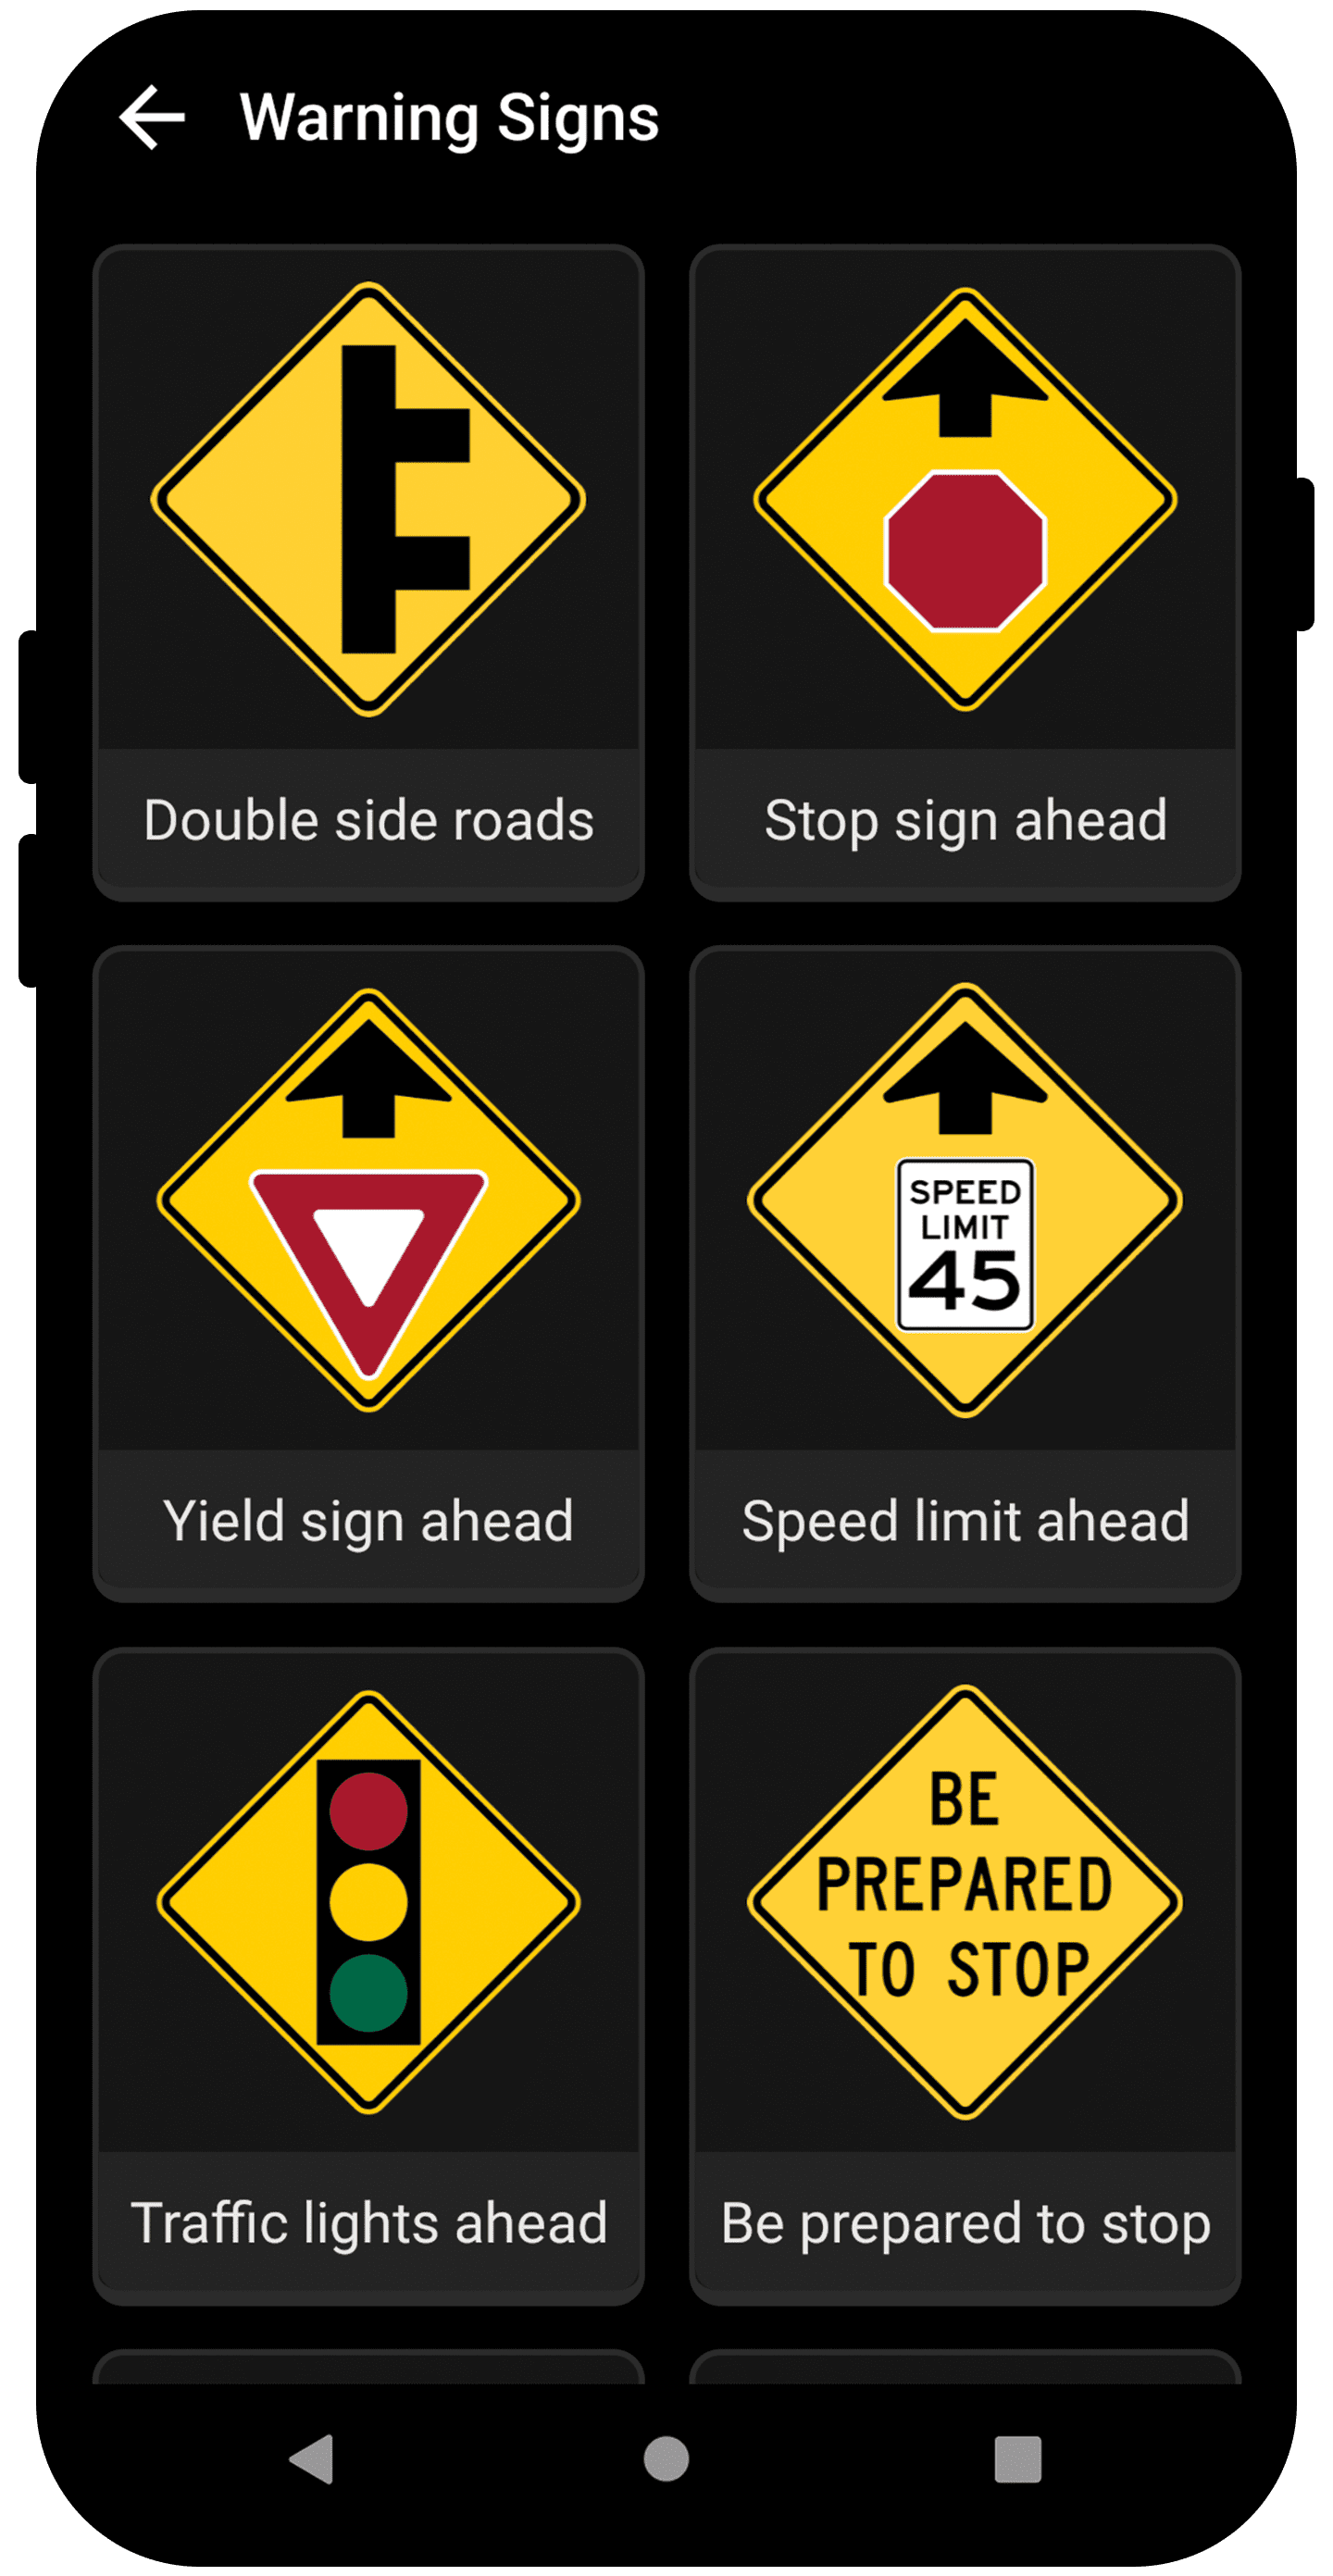 Warning Signs
Double side roads
Stop sign ahead
SPEED
LIMIT
45
Yield sign ahead
Speed limit ahead
BE
PREPARED
TO STOP
Traffic lights ahead
Be prepared to stop